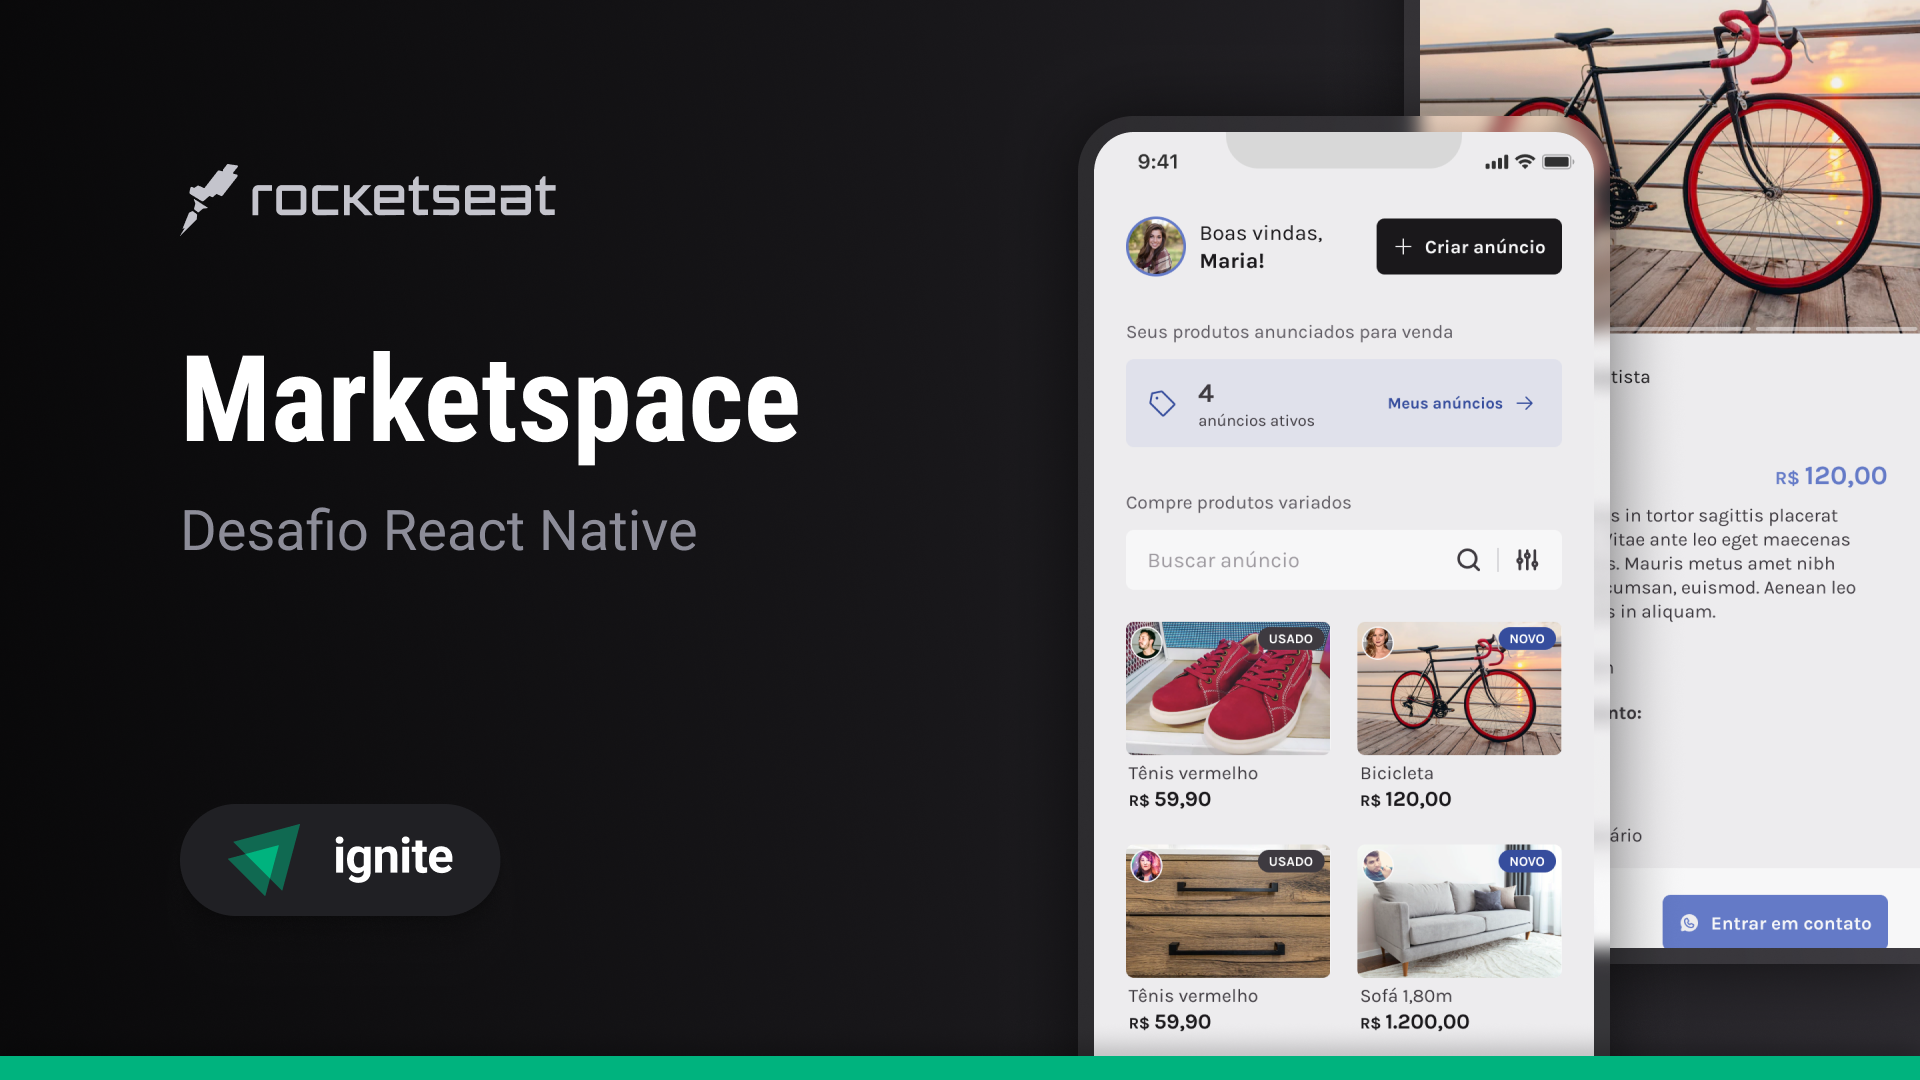 rocketseat
Marketspace
Desafio React Native
ignite
9:41
Boas vindas,
Maria!
Criar anúncio
Seus produtos anunciados para venda
4
anúncios ativos
Meus anúncios
Compre produtos variados
Buscar anúncio
USADO
NOVO
Tênis vermelho
R$ 59,90
Bicicleta
R$ 120,00
USADO
NOVO
Tênis vermelho
R$ 59,90
Sofá 1,80m
R$ 1.200,00
tista
R$ 120,00
s in tortor sagittis placerat
Vitae ante leo eget maecenas
s. Mauris metus amet nibh
cumsan, euismod. Aenean leo
s in aliquam.
nto:
ário
Entrar em contato